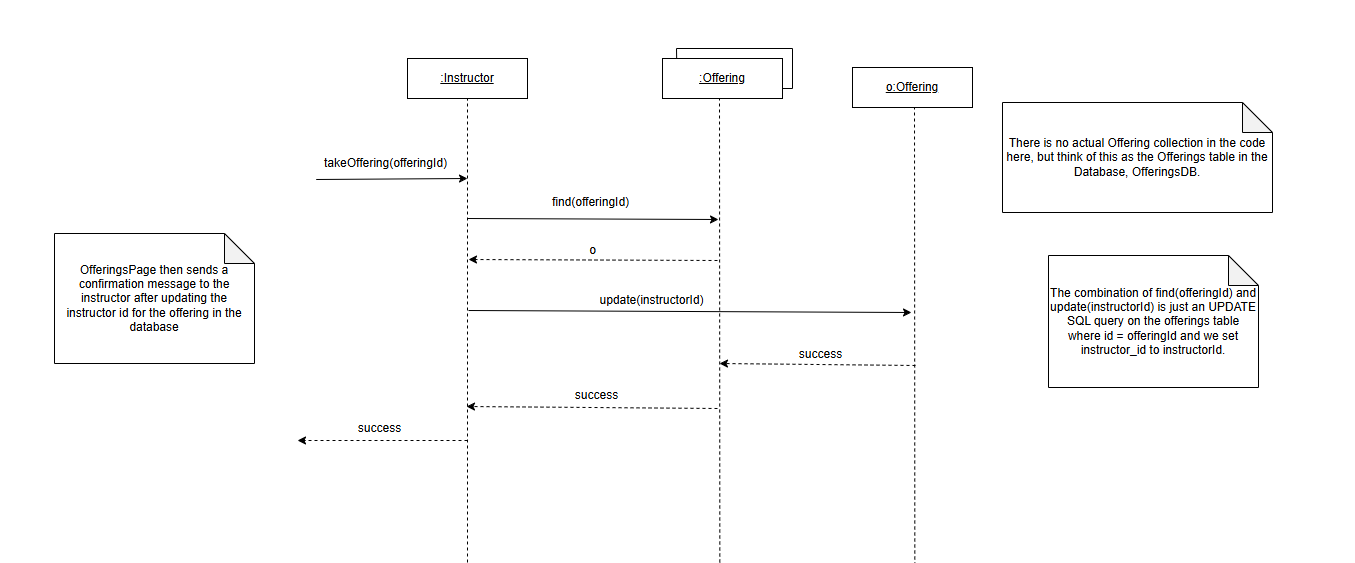 :Instructor
:Offering
o:Offering
There is no actual Offering collection in the code
here, but think of this as the Offerings table in the
Database, OfferingsDB.
takeOffering(offeringId)
find(offeringId)
o
OfferingsPage then sends a
confirmation message to the
instructor after updating the
instructor id for the offering in the
database
update(instructorId)
The combination of find(offeringId) and
update(instructorId) is just an UPDATE
SQL query on the offerings table
where id = offeringId and we set
instructor_id to instructorId.
success
success
success